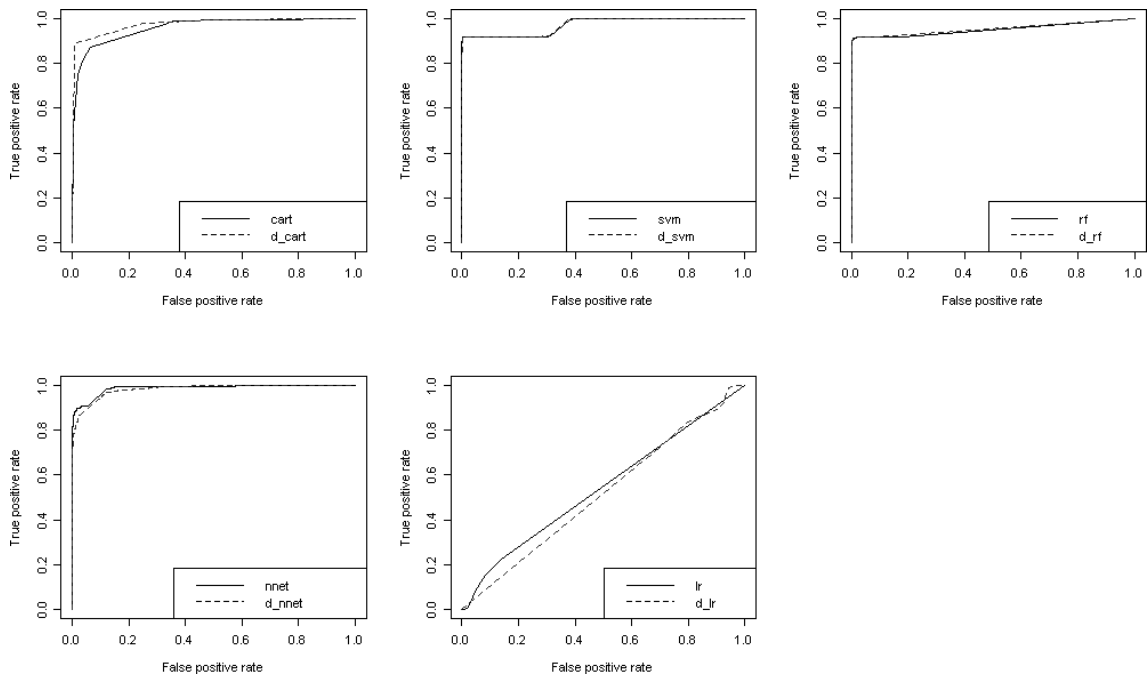 True positive rate
0.0 0.2 0.4 0.6 0.8 1.0
cart
d_cart
0.0 0.2 0.4 0.6 0.8 1.0
False positive rate
True positive rate
0.0 0.2 0.4 0.6 0.8 1.0
svm
d_svm
0.0 0.2 0.4 0.6 0.8 1.0
False positive rate
True positive rate
0.0 0.2 0.4 0.6 0.8 1.0
rf
d_rf
0.0 0.2 0.4 0.6 0.8 1.0
False positive rate
True positive rate
0.0 0.2 0.4 0.6 0.8 1.0
nnet
d_nnet
0.0 0.2 0.4 0.6 0.8 1.0
False positive rate
True positive rate
0.0 0.2 0.4 0.6 0.8 1.0
lr
d_lr
0.0 0.2 0.4 0.6 0.8 1.0
False positive rate